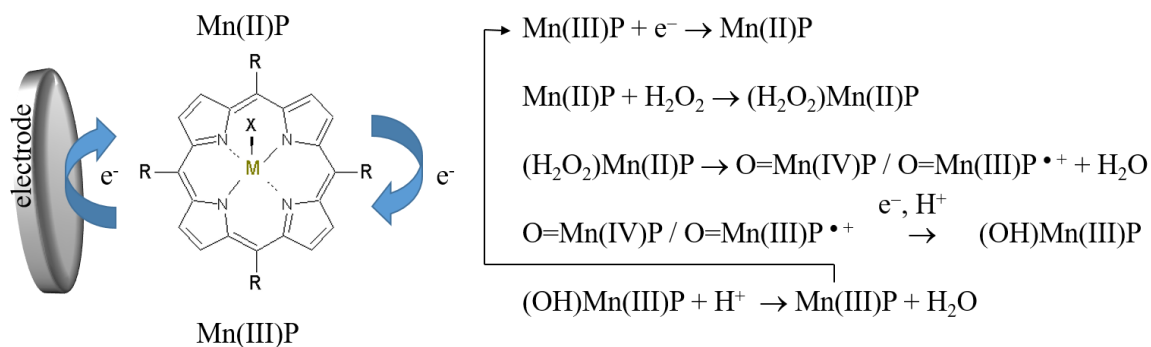 Mn(II)P
R
X
N
N
R
M
R
N
N
R
Mn(III)P
electrode
e⁻
e⁻
Mn(III)P + e⁻ → Mn(II)P
Mn(II)P + H₂O₂ → (H₂O₂)Mn(II)P
(H₂O₂)Mn(II)P → O=Mn(IV)P / O=Mn(III)P•⁺ + H₂O
e⁻, H⁺
O=Mn(IV)P / O=Mn(III)P•⁺ → (OH)Mn(III)P
(OH)Mn(III)P + H⁺ → Mn(III)P + H₂O